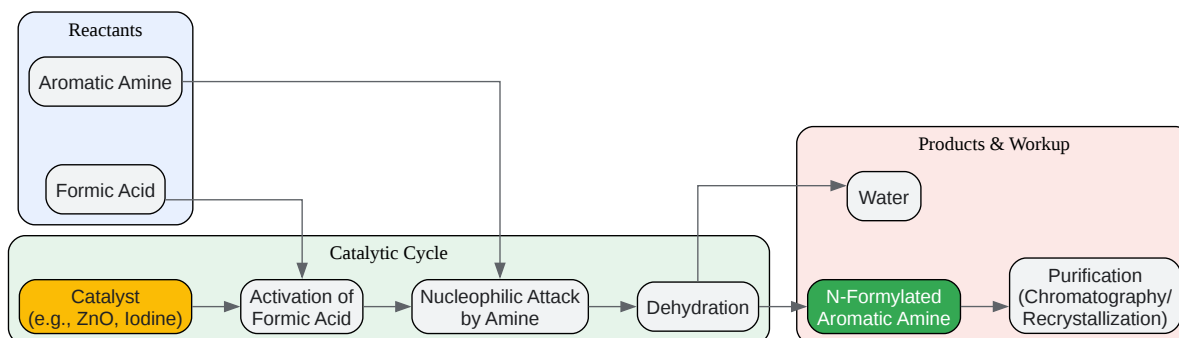 Reactants
Aromatic Amine
Formic Acid
Catalytic Cycle
Catalyst
(e.g., ZnO, Iodine)
Activation of
Formic Acid
Nucleophilic Attack
by Amine
Dehydration
Products & Workup
Water
N-Formylated
Aromatic Amine
Purification
(Chromatography/
Recrystallization)